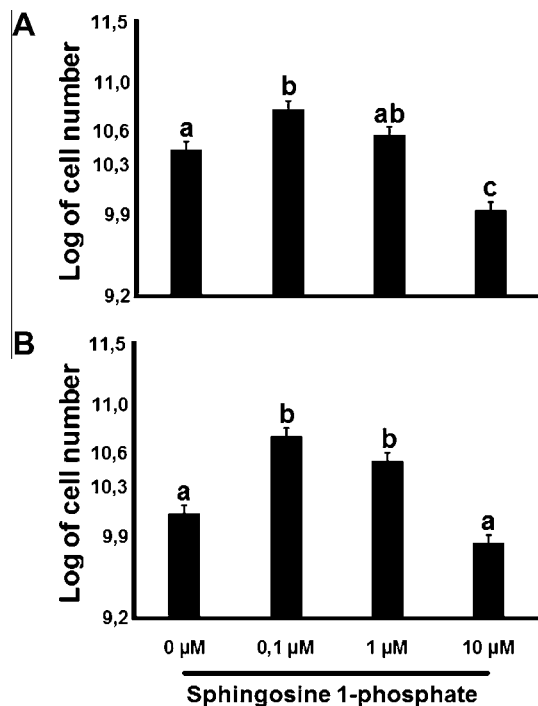 A
Log of cell number
11,5
11,0
10,6
10,3
9,9
9,2
a
b
ab
c
B
Log of cell number
11,5
11,0
10,6
10,3
9,9
9,2
a
b
b
a
0 µM 0,1 µM 1 µM 10 µM
Sphingosine 1-phosphate